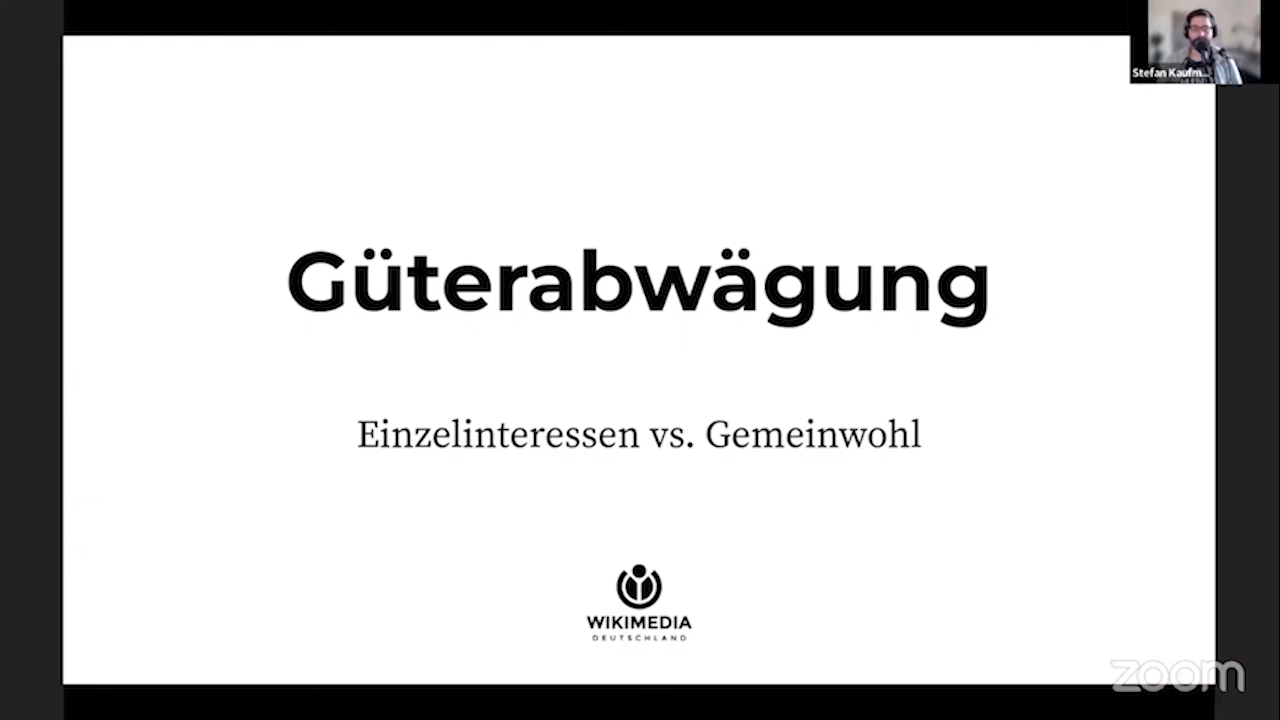 Stefan Kaufm...
Güterabwägung
Einzelinteressen vs. Gemeinwohl
WIKIMEDIA
DEUTSCHLAND
zoom